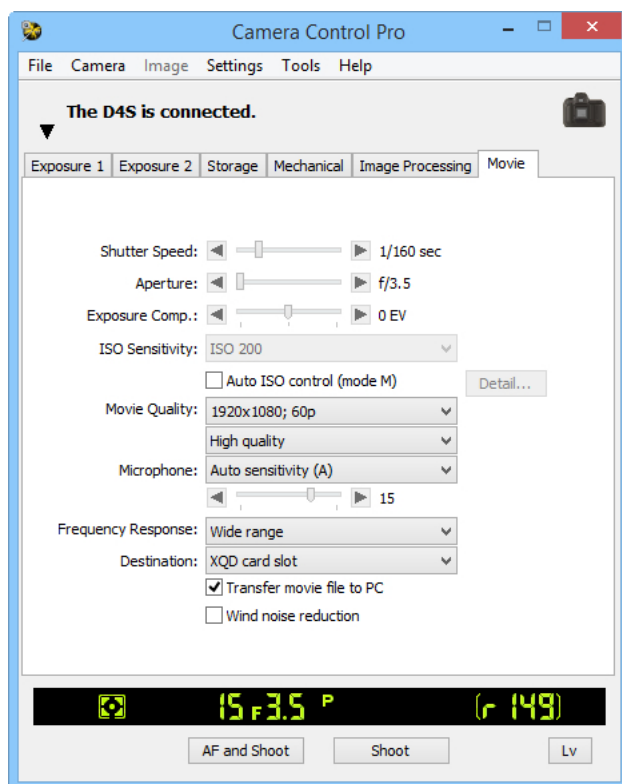 Camera Control Pro
File Camera Image Settings Tools Help
The D4S is connected.
Exposure 1 Exposure 2 Storage Mechanical Image Processing Movie
Shutter Speed: 1/160 sec
Aperture: f/3.5
Exposure Comp.: 0 EV
ISO Sensitivity: ISO 200
Auto ISO control (mode M) Detail...
Movie Quality: 1920x1080; 60p
High quality
Microphone: Auto sensitivity (A)
15
Frequency Response: Wide range
Destination: XQD card slot
Transfer movie file to PC
Wind noise reduction
15 F3.5 P (r 149)
AF and Shoot Shoot Lv